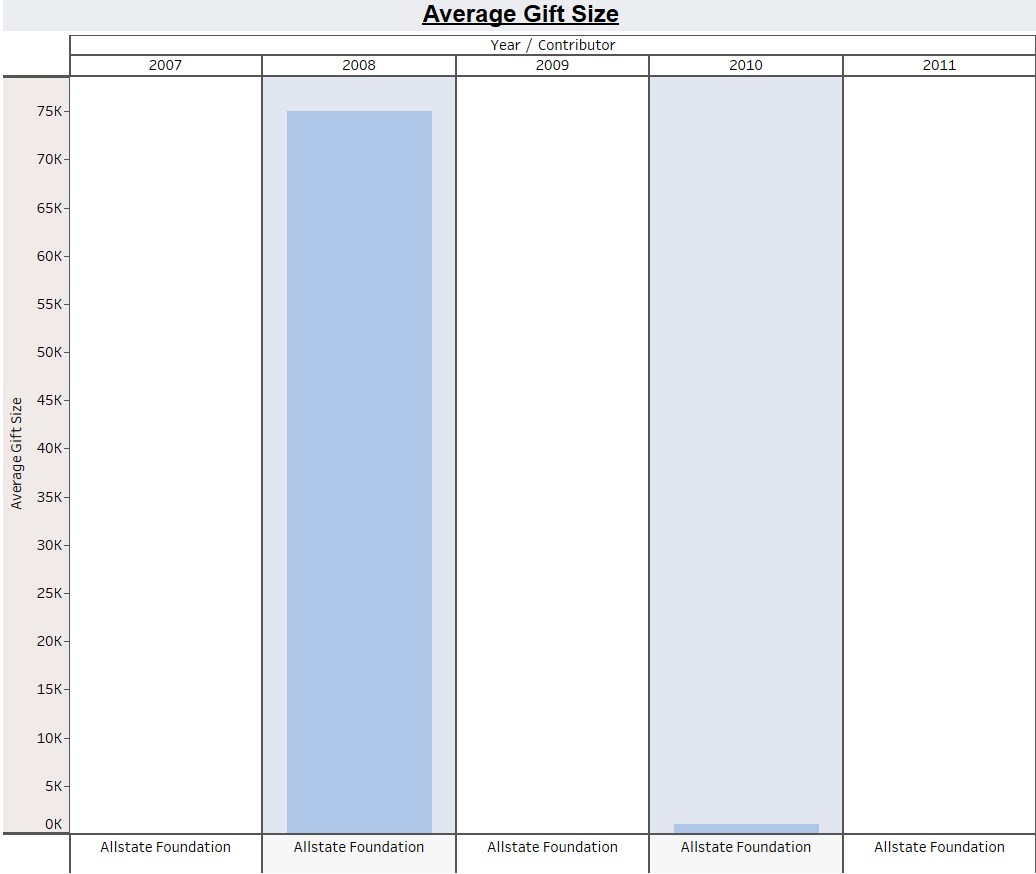 Average Gift Size
Year / Contributor
2007 2008 2009 2010 2011
75K
70K
65K
60K
55K
50K
45K
40K
35K
30K
25K
20K
15K
10K
5K
0K
Average Gift Size
Allstate Foundation Allstate Foundation Allstate Foundation Allstate Foundation Allstate Foundation